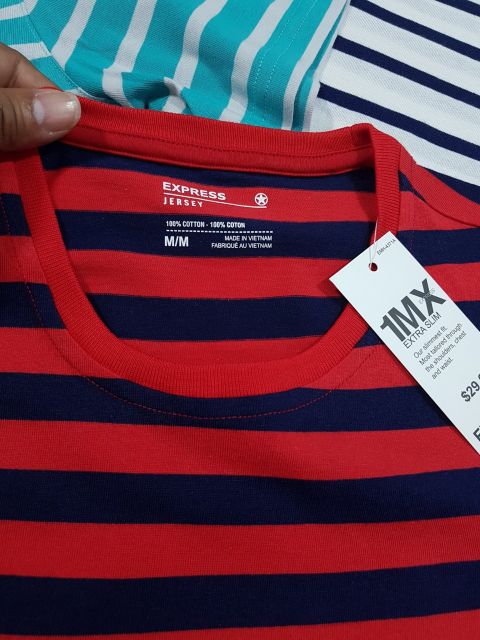 EXPRESS
JERSEY
100% COTTON - 100% COTON
M/M
MADE IN VIETNAM
FABRIQUÉ AU VIETNAM
1MX
EXTRA SLIM
Our slimmest fit.
Most tailored through
the shoulders, chest
and waist.
$29.